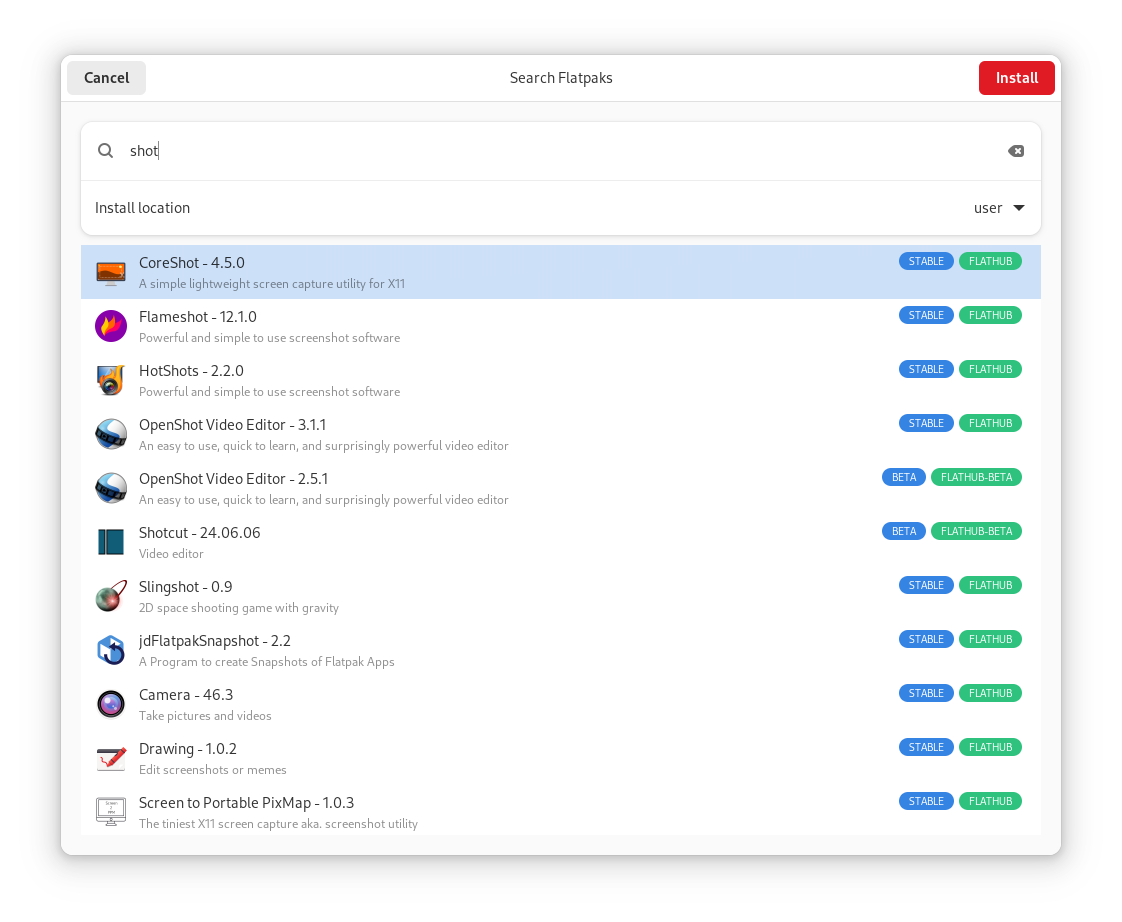 Cancel
Search Flatpaks
Install
shot
Install location
user
CoreShot - 4.5.0
STABLE FLATHUB
A simple lightweight screen capture utility for X11
Flameshot - 12.1.0
STABLE FLATHUB
Powerful and simple to use screenshot software
HotShots - 2.2.0
STABLE FLATHUB
Powerful and simple to use screenshot software
OpenShot Video Editor - 3.1.1
STABLE FLATHUB
An easy to use, quick to learn, and surprisingly powerful video editor
OpenShot Video Editor - 2.5.1
BETA FLATHUB-BETA
An easy to use, quick to learn, and surprisingly powerful video editor
Shotcut - 24.06.06
BETA FLATHUB-BETA
Video editor
Slingshot - 0.9
STABLE FLATHUB
2D space shooting game with gravity
jdFlatpakSnapshot - 2.2
STABLE FLATHUB
A Program to create Snapshots of Flatpak Apps
Camera - 46.3
STABLE FLATHUB
Take pictures and videos
Drawing - 1.0.2
STABLE FLATHUB
Edit screenshots or memes
Screen to Portable PixMap - 1.0.3
STABLE FLATHUB
The tiniest X11 screen capture aka. screenshot utility